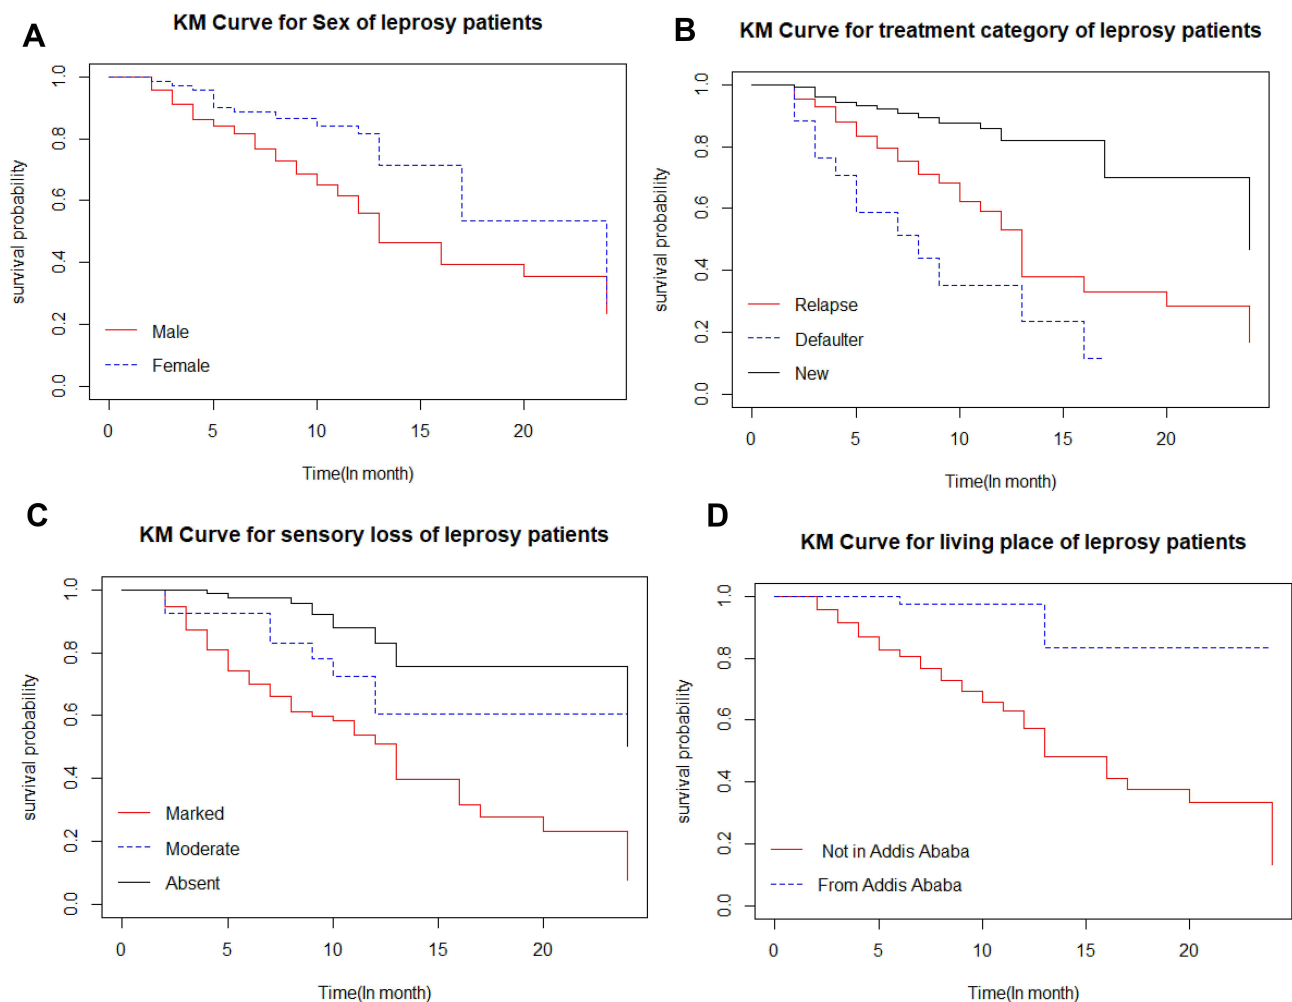 A
KM Curve for Sex of leprosy patients
survival probability
1.0
0.8
0.6
0.4
0.2
0.0
Male
Female
0 5 10 15 20
Time(In month)
B
KM Curve for treatment category of leprosy patients
survival probability
1.0
0.8
0.6
0.4
0.2
0.0
Relapse
Defaulter
New
0 5 10 15 20
Time(In month)
C
KM Curve for sensory loss of leprosy patients
survival probability
1.0
0.8
0.6
0.4
0.2
0.0
Marked
Moderate
Absent
0 5 10 15 20
Time(In month)
D
KM Curve for living place of leprosy patients
survival probability
1.0
0.8
0.6
0.4
0.2
0.0
Not in Addis Ababa
From Addis Ababa
0 5 10 15 20
Time(In month)